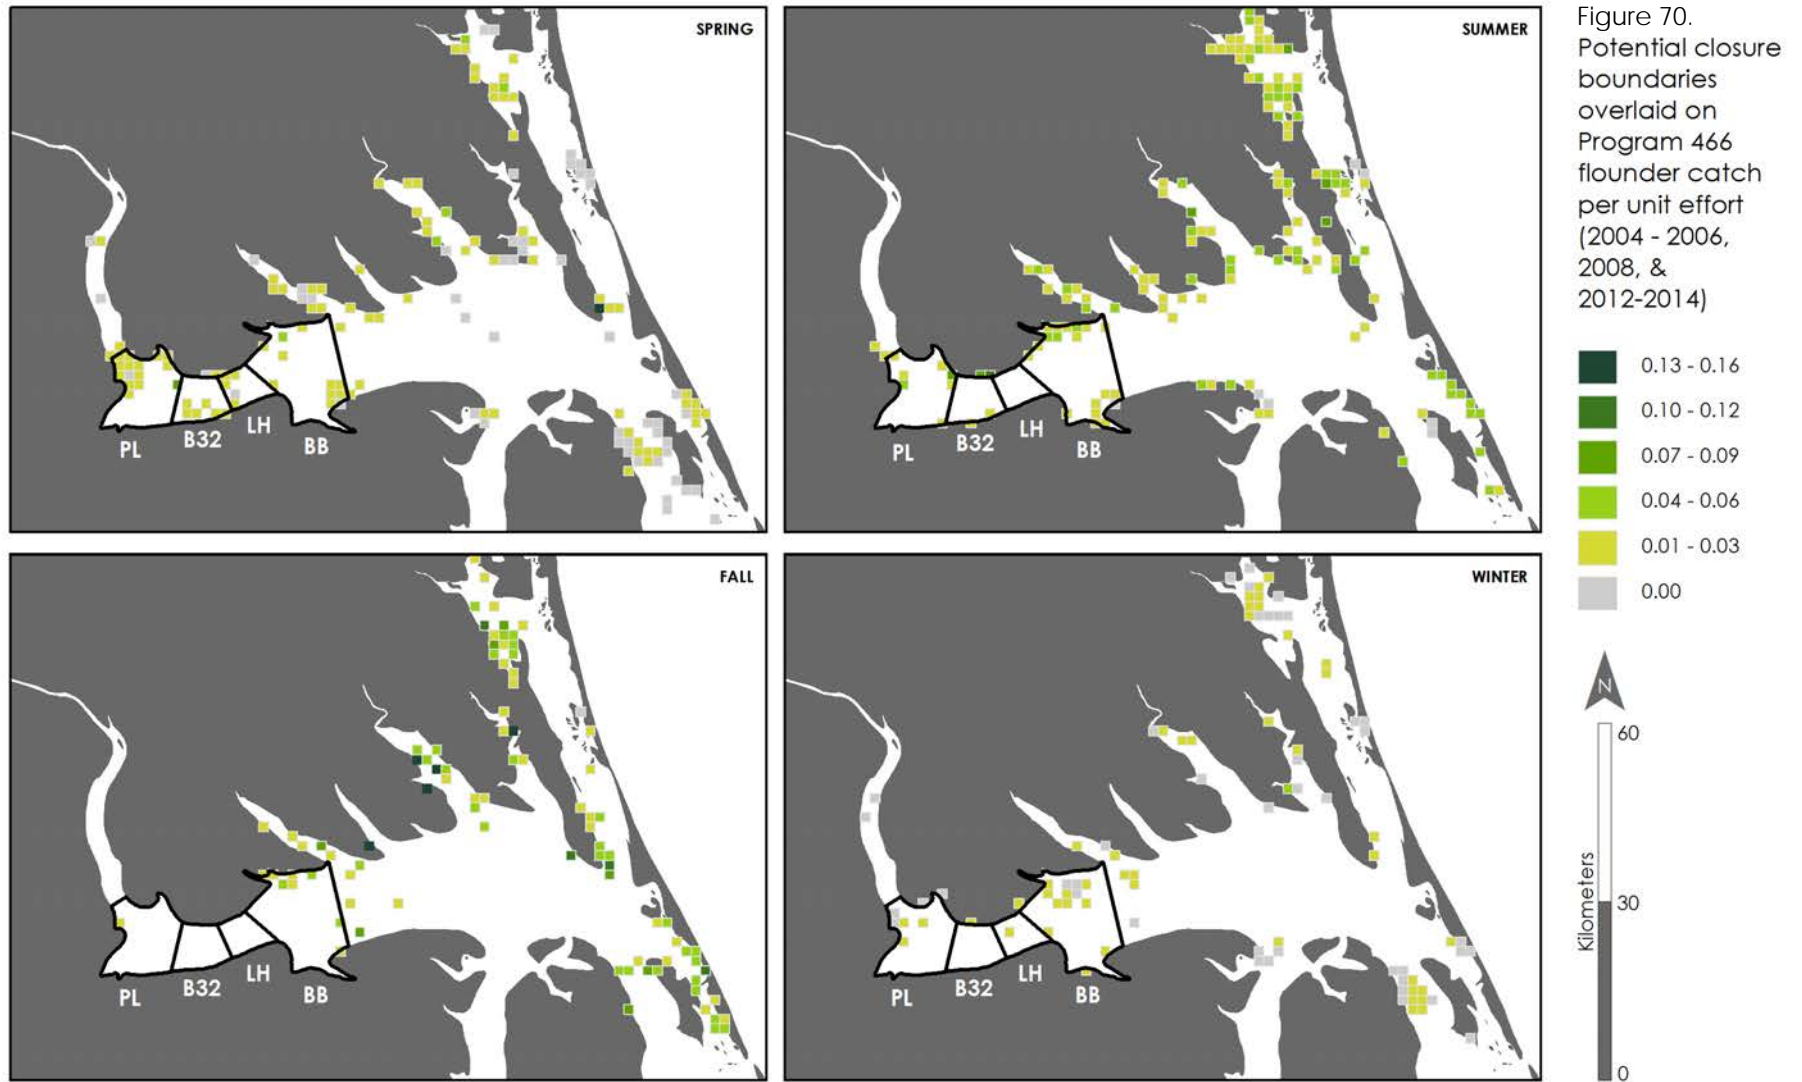 SPRING
PL
B32
LH
BB
SUMMER
PL
B32
LH
BB
FALL
PL
B32
LH
BB
WINTER
PL
B32
LH
BB
Figure 70.
Potential closure
boundaries
overlaid on
Program 466
flounder catch
per unit effort
(2004 - 2006,
2008, &
2012-2014)
0.13 - 0.16
0.10 - 0.12
0.07 - 0.09
0.04 - 0.06
0.01 - 0.03
0.00
N
60
30
0
Kilometers